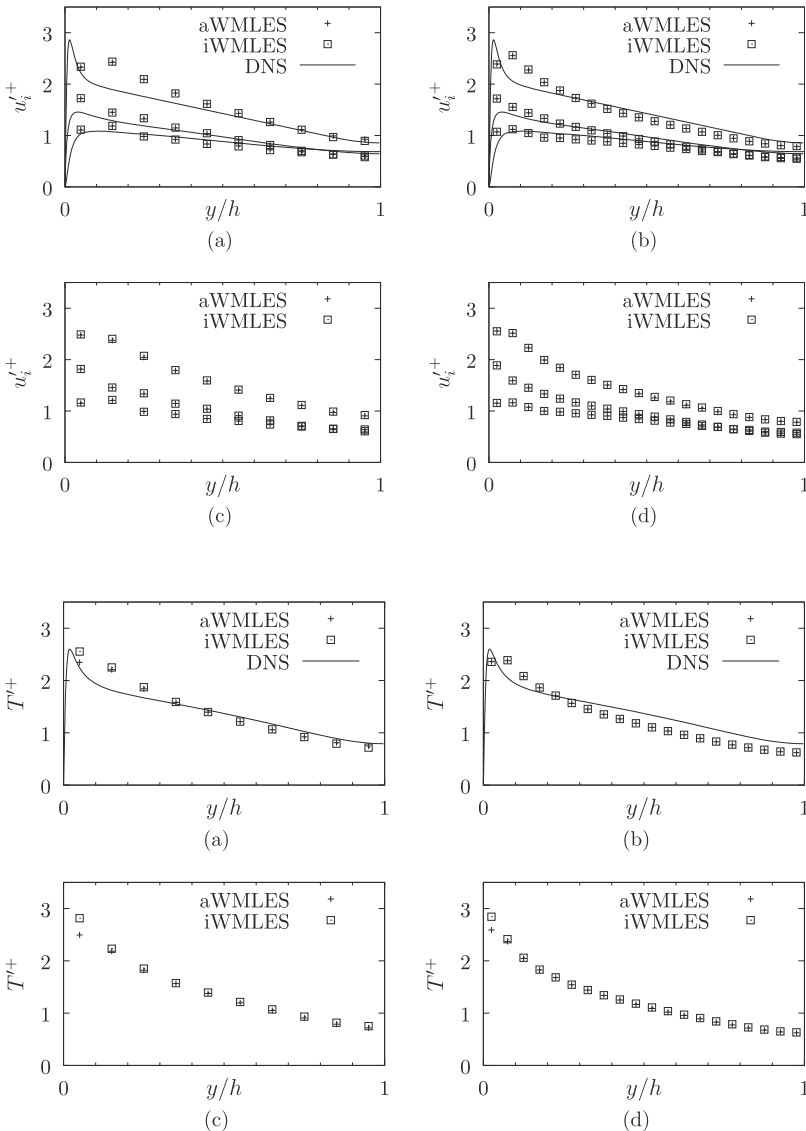 3
2
1
0
u′ᵢ⁺
aWMLES
iWMLES
DNS
0
y/h
1
(a)
3
2
1
0
u′ᵢ⁺
aWMLES
iWMLES
DNS
0
y/h
1
(b)
3
2
1
0
u′ᵢ⁺
aWMLES
iWMLES
0
y/h
1
(c)
3
2
1
0
u′ᵢ⁺
aWMLES
iWMLES
0
y/h
1
(d)
3
2
1
0
T′⁺
aWMLES
iWMLES
DNS
0
y/h
1
(a)
3
2
1
0
T′⁺
aWMLES
iWMLES
DNS
0
y/h
1
(b)
3
2
1
0
T′⁺
aWMLES
iWMLES
0
y/h
1
(c)
3
2
1
0
T′⁺
aWMLES
iWMLES
0
y/h
1
(d)